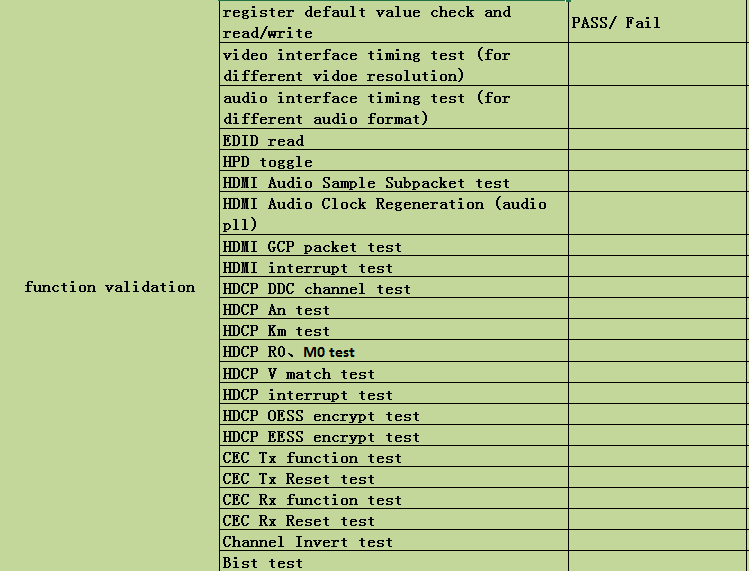 register default value check and
read/write
PASS/ Fail
video interface timing test (for
different vidoe resolution)
audio interface timing test (for
different audio format)
EDID read
HPD toggle
HDMI Audio Sample Subpacket test
HDMI Audio Clock Regeneration (audio
pll)
HDMI GCP packet test
HDMI interrupt test
function validation
HDCP DDC channel test
HDCP An test
HDCP Km test
HDCP R0、M0 test
HDCP V match test
HDCP interrupt test
HDCP OESS encrypt test
HDCP EESS encrypt test
CEC Tx function test
CEC Tx Reset test
CEC Rx function test
CEC Rx Reset test
Channel Invert test
Bist test